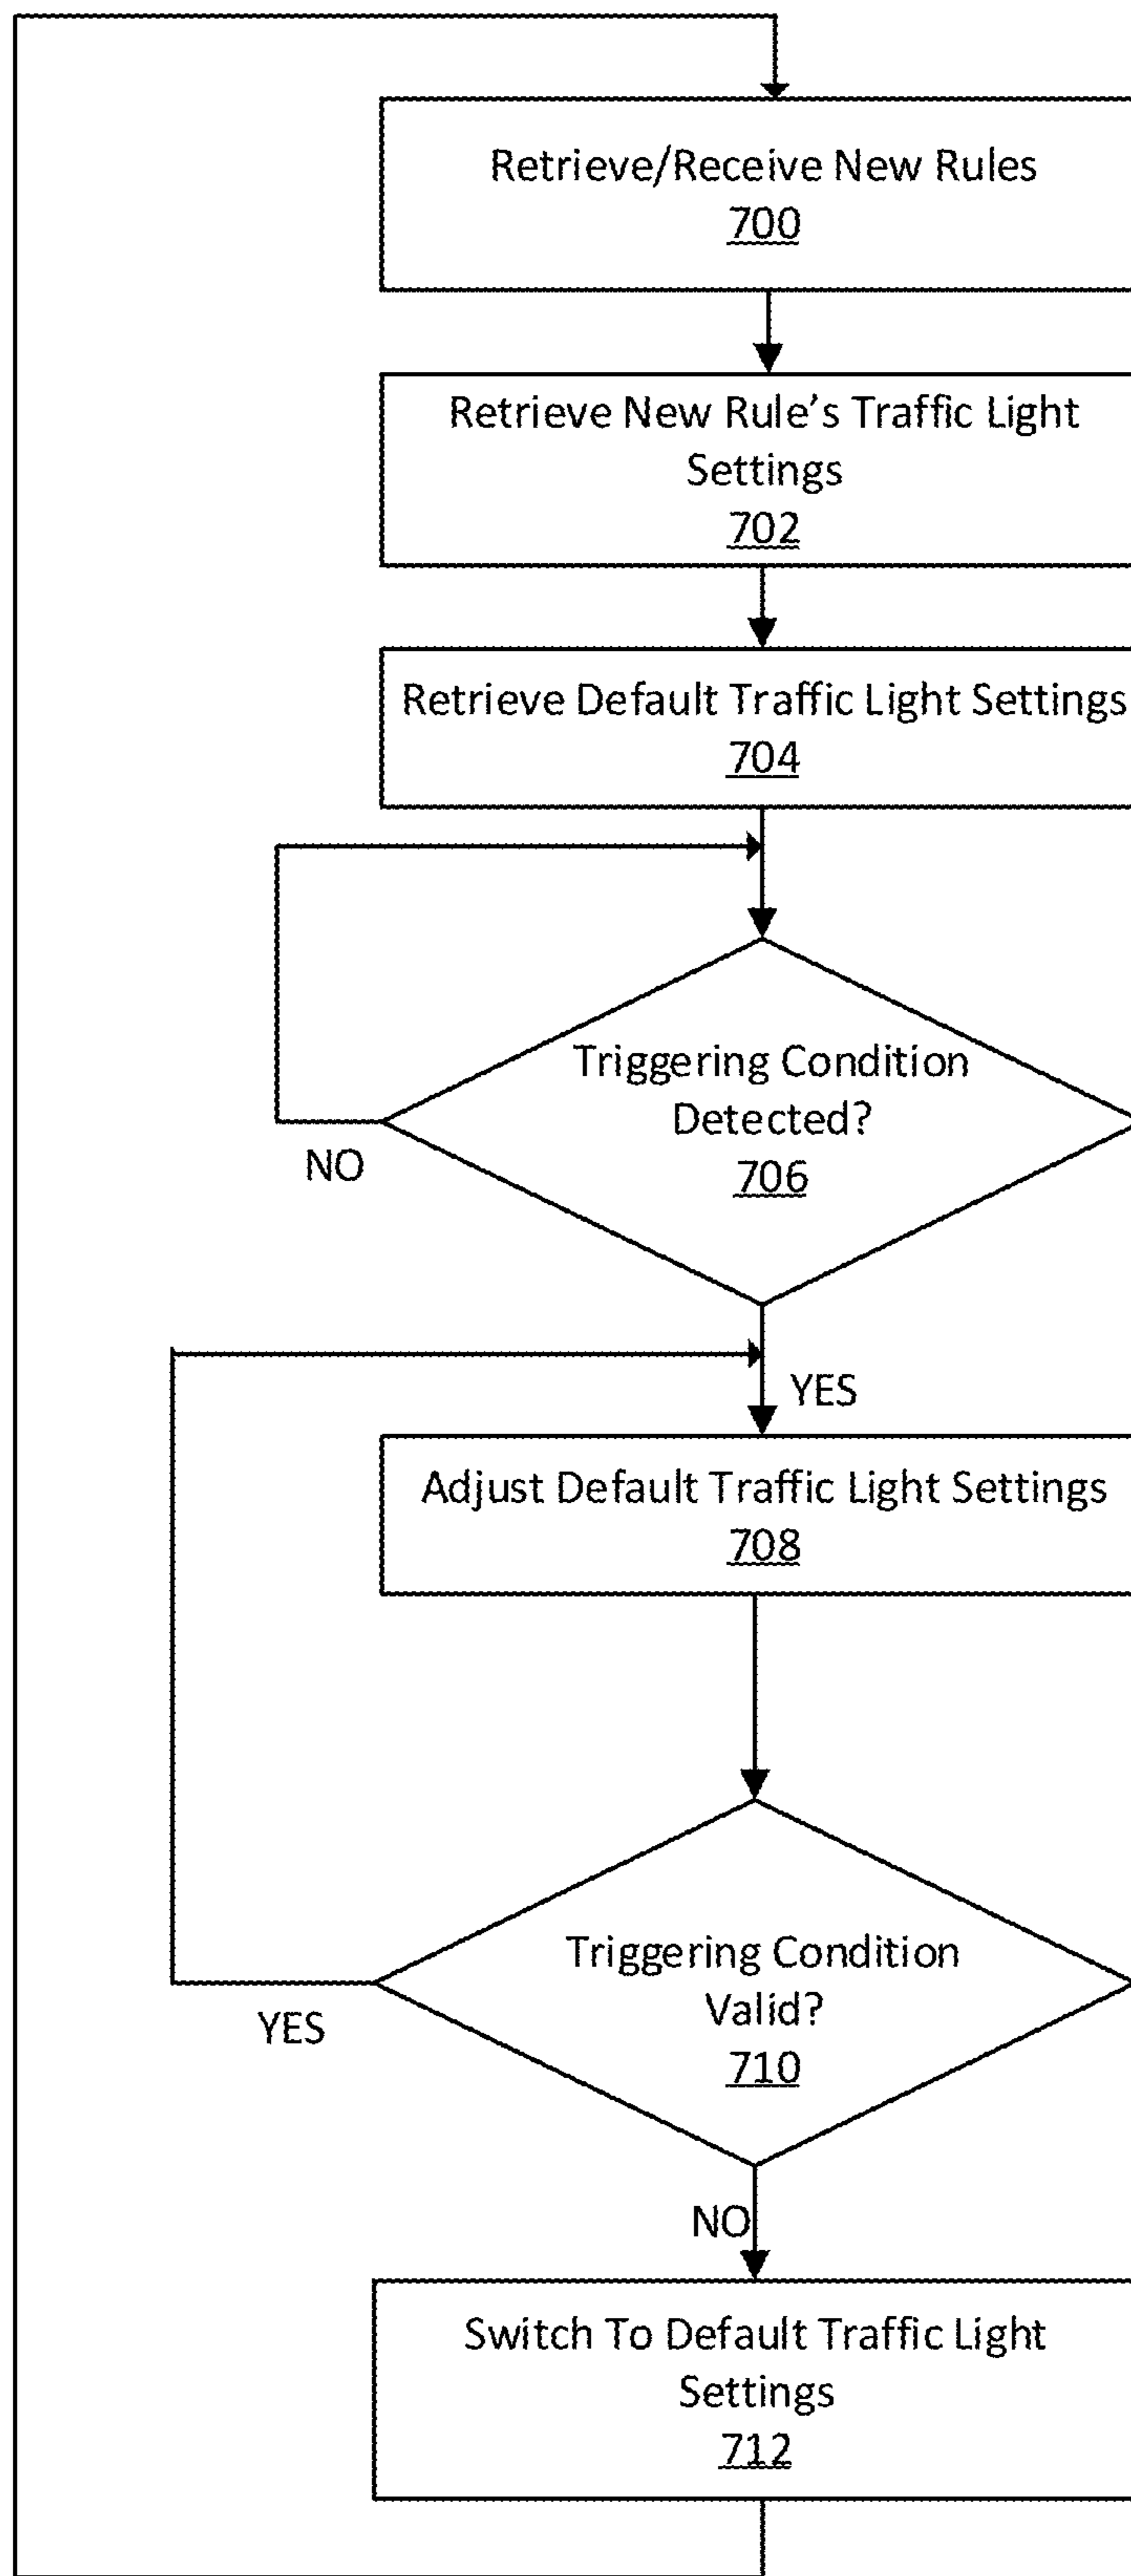 Retrieve/Receive New Rules
700
Retrieve New Rule's Traffic Light
Settings
702
Retrieve Default Traffic Light Settings
704
Triggering Condition
Detected?
706
NO
YES
Adjust Default Traffic Light Settings
708
Triggering Condition
Valid?
710
YES
NO
Switch To Default Traffic Light
Settings
712